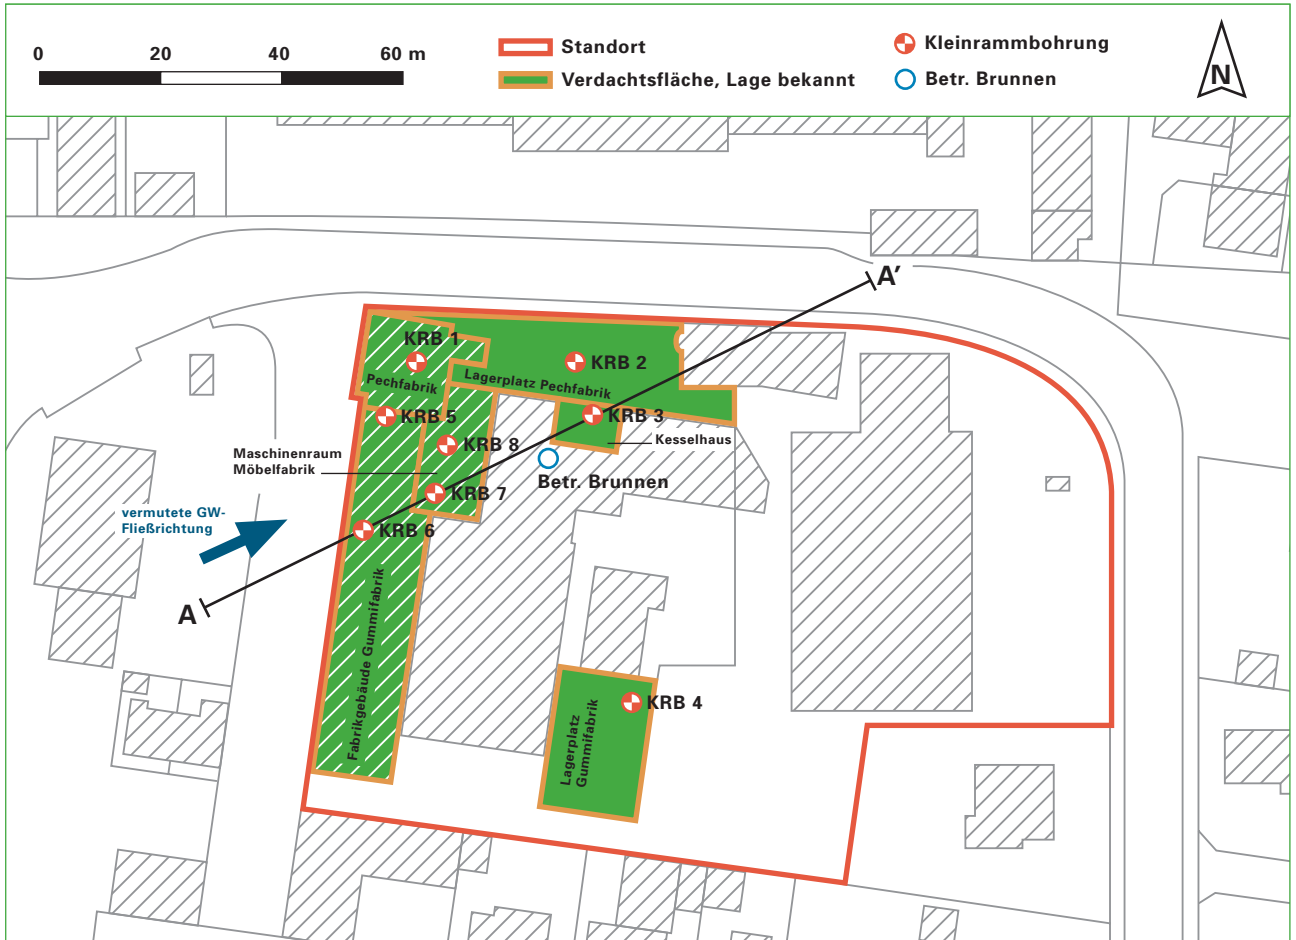 0 20 40 60 m
Standort
Verdachtsfläche, Lage bekannt
Kleinrammbohrung
Betr. Brunnen
N
A′
KRB 1
KRB 2
Pechfabrik
Lagerplatz Pechfabrik
KRB 5
KRB 3
KRB 8
Kesselhaus
Maschinenraum
Möbelfabrik
Betr. Brunnen
KRB 7
vermutete GW-
Fließrichtung
KRB 6
A
Fabrikgebäude Gummifabrik
KRB 4
Lagerplatz
Gummifabrik